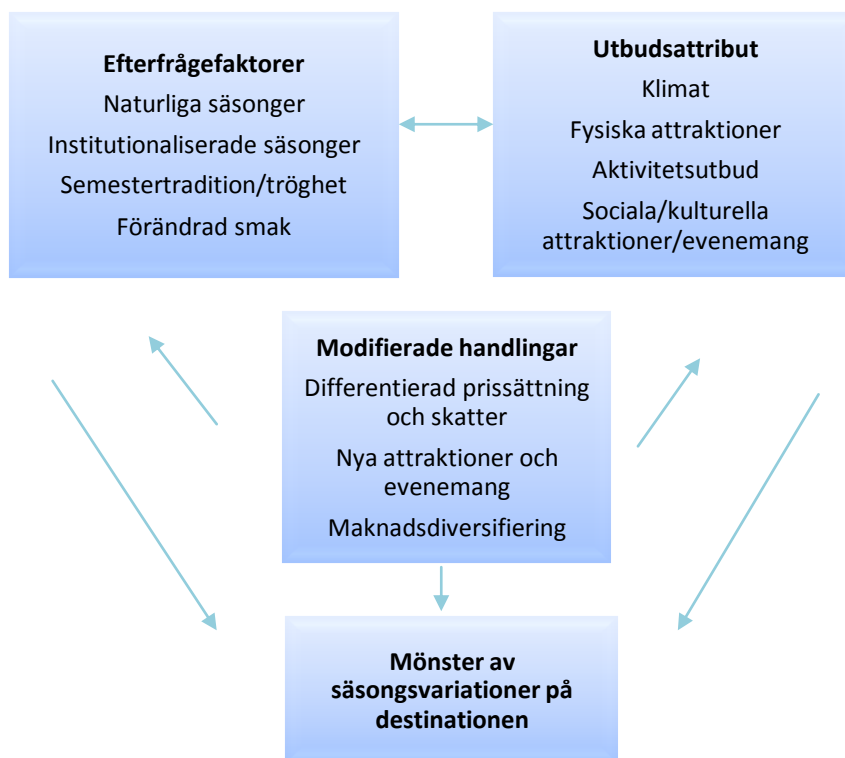 Efterfrågefaktorer
Naturliga säsonger
Institutionaliserade säsonger
Semestertradition/tröghet
Förändrad smak
Utbudsattribut
Klimat
Fysiska attraktioner
Aktivitetsutbud
Sociala/kulturella
attraktioner/evenemang
Modifierade handlingar
Differentierad prissättning
och skatter
Nya attraktioner och
evenemang
Maknadsdiversifiering
Mönster av
säsongsvariationer på
destinationen